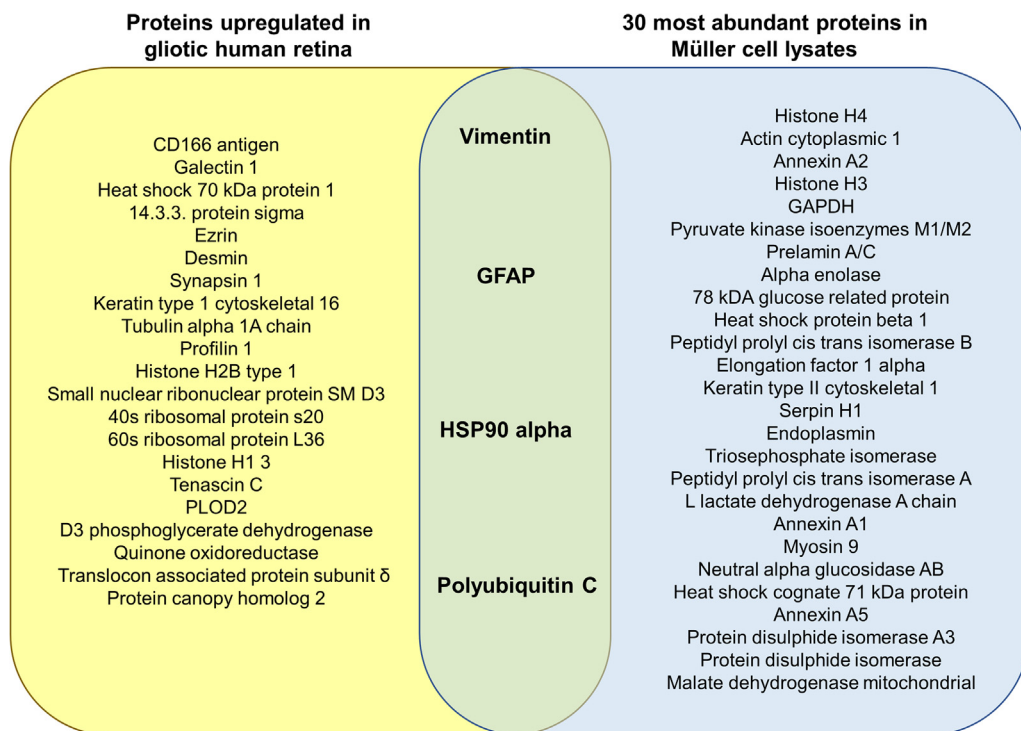 Proteins upregulated in
gliotic human retina
30 most abundant proteins in
Müller cell lysates
CD166 antigen
Galectin 1
Heat shock 70 kDa protein 1
14.3.3. protein sigma
Ezrin
Desmin
Synapsin 1
Keratin type 1 cytoskeletal 16
Tubulin alpha 1A chain
Profilin 1
Histone H2B type 1
Small nuclear ribonuclear protein SM D3
40s ribosomal protein s20
60s ribosomal protein L36
Histone H1 3
Tenascin C
PLOD2
D3 phosphoglycerate dehydrogenase
Quinone oxidoreductase
Translocon associated protein subunit δ
Protein canopy homolog 2
Vimentin
GFAP
HSP90 alpha
Polyubiquitin C
Histone H4
Actin cytoplasmic 1
Annexin A2
Histone H3
GAPDH
Pyruvate kinase isoenzymes M1/M2
Prelamin A/C
Alpha enolase
78 kDA glucose related protein
Heat shock protein beta 1
Peptidyl prolyl cis trans isomerase B
Elongation factor 1 alpha
Keratin type II cytoskeletal 1
Serpin H1
Endoplasmin
Triosephosphate isomerase
Peptidyl prolyl cis trans isomerase A
L lactate dehydrogenase A chain
Annexin A1
Myosin 9
Neutral alpha glucosidase AB
Heat shock cognate 71 kDa protein
Annexin A5
Protein disulphide isomerase A3
Protein disulphide isomerase
Malate dehydrogenase mitochondrial